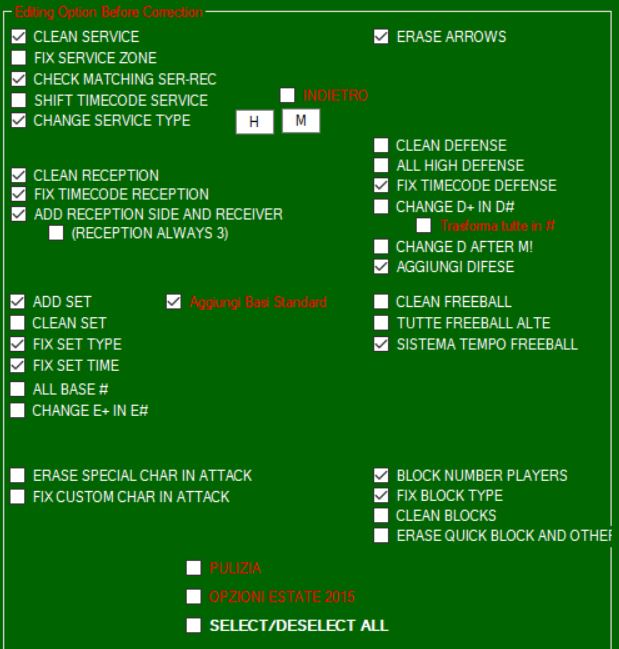 Editing Option Before Correction
CLEAN SERVICE
FIX SERVICE ZONE
CHECK MATCHING SER-REC
SHIFT TIMECODE SERVICE
INDIETRO
CHANGE SERVICE TYPE
H
M
CLEAN RECEPTION
FIX TIMECODE RECEPTION
ADD RECEPTION SIDE AND RECEIVER
(RECEPTION ALWAYS 3)
ADD SET
Aggiungi Basi Standard
CLEAN SET
FIX SET TYPE
FIX SET TIME
ALL BASE #
CHANGE E+ IN E#
ERASE SPECIAL CHAR IN ATTACK
FIX CUSTOM CHAR IN ATTACK
ERASE ARROWS
CLEAN DEFENSE
ALL HIGH DEFENSE
FIX TIMECODE DEFENSE
CHANGE D+ IN D#
Trasforma tutte in #
CHANGE D AFTER M!
AGGIUNGI DIFESE
CLEAN FREEBALL
TUTTE FREEBALL ALTE
SISTEMA TEMPO FREEBALL
BLOCK NUMBER PLAYERS
FIX BLOCK TYPE
CLEAN BLOCKS
ERASE QUICK BLOCK AND OTHER
PULIZIA
OPZIONI ESTATE 2015
SELECT/DESELECT ALL